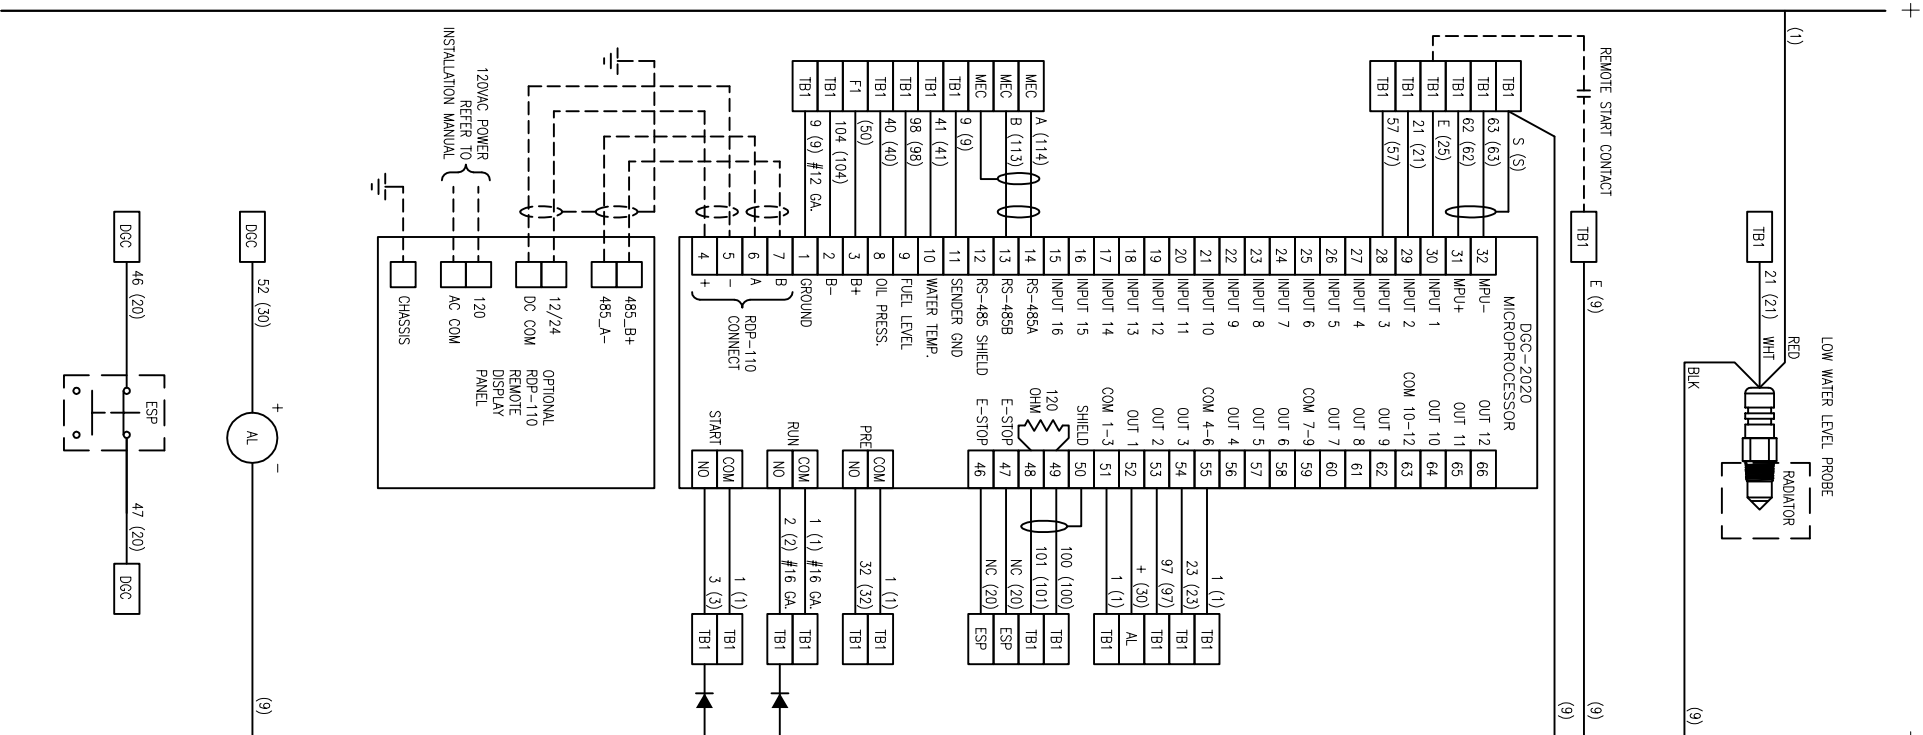 (1)
REMOTE START CONTACT
TB1
TB1
TB1
TB1
TB1
TB1
57 (57)
21 (21)
E (25)
62 (62)
63 (63)
S (S)
TB1
E (9)
(9)
(9)
TB1
21 (21)
RED
WHT
BLK
(9)
LOW WATER LEVEL PROBE
RADIATOR
TB1
TB1
F1
TB1
TB1
TB1
TB1
MEC
MEC
MEC
9 (9) #12 GA.
104 (104)
(50)
40 (40)
98 (98)
41 (41)
9 (9)
B (113)
A (114)
120VAC POWER
REFER TO
INSTALLATION MANUAL
CHASSIS
AC COM
120
DC COM
12/24
485_A-
485_B+
OPTIONAL
RDP-110
REMOTE
DISPLAY
PANEL
DGC-2020
MICROPROCESSOR
4 +
5 -
6 A
7 B
RDP-110
CONNECT
1 GROUND
2 B-
3 B+
8 OIL PRESS.
9 FUEL LEVEL
10 WATER TEMP.
11 SENDER GND
12 RS-485 SHIELD
13 RS-485B
14 RS-485A
15 INPUT 16
16 INPUT 15
17 INPUT 14
18 INPUT 13
19 INPUT 12
20 INPUT 11
21 INPUT 10
22 INPUT 9
23 INPUT 8
24 INPUT 7
25 INPUT 6
26 INPUT 5
27 INPUT 4
28 INPUT 3
29 INPUT 2
30 INPUT 1
31 MPU+
32 MPU-
START
NO
COM
RUN
NO
COM
PRE
NO
COM
E-STOP 46
E-STOP 47
120
OHM
48
49
SHIELD 50
COM 1-3 51
OUT 1 52
OUT 2 53
OUT 3 54
COM 4-6 55
OUT 4 56
OUT 5 57
OUT 6 58
COM 7-9 59
OUT 7 60
OUT 8 61
OUT 9 62
COM 10-12 63
OUT 10 64
OUT 11 65
OUT 12 66
3 (3)
1 (1)
2 (2) #16 GA.
1 (1) #16 GA.
32 (32)
1 (1)
NC (20)
NC (20)
101 (101)
100 (100)
1 (1)
+ (30)
97 (97)
23 (23)
1 (1)
TB1
TB1
TB1
TB1
TB1
TB1
ESP
ESP
TB1
TB1
TB1
AL
TB1
TB1
TB1
DGC
52 (30)
+
AL
-
(9)
DGC
46 (20)
ESP
47 (20)
DGC